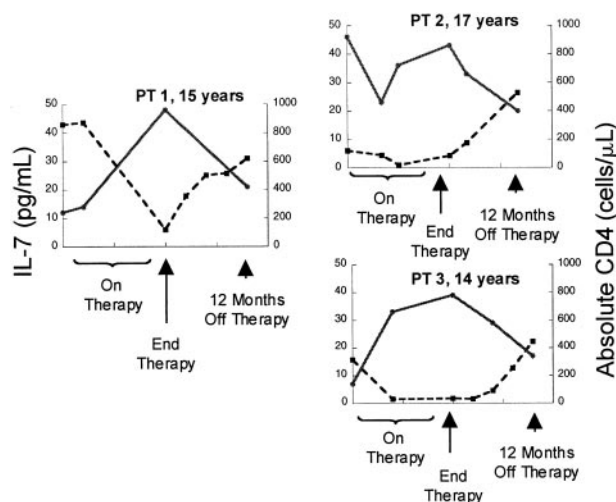 PT 1, 15 years
50
40
30
20
10
0
1000
800
600
400
200
0
On
Therapy
End
Therapy
12 Months
Off Therapy
IL-7 (pg/mL)
PT 2, 17 years
50
40
30
20
10
0
1000
800
600
400
200
0
On
Therapy
End
Therapy
12 Months
Off Therapy
PT 3, 14 years
50
40
30
20
10
0
1000
800
600
400
200
0
On
Therapy
End
Therapy
12 Months
Off Therapy
Absolute CD4 (cells/μL)